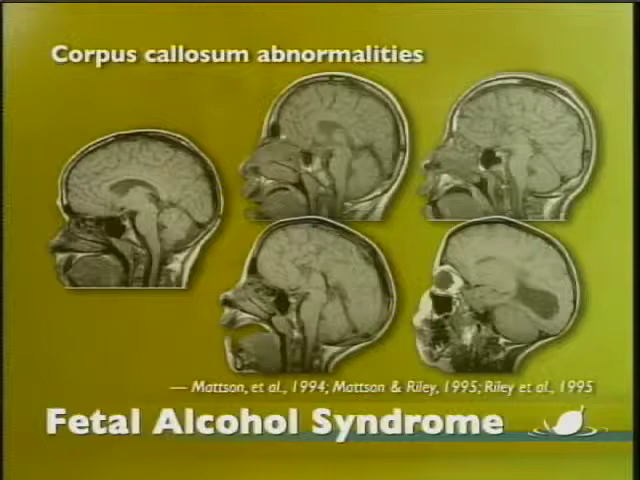 Corpus callosum abnormalities
— Mattson, et al., 1994; Mattson & Riley, 1995; Riley et al., 1995
Fetal Alcohol Syndrome